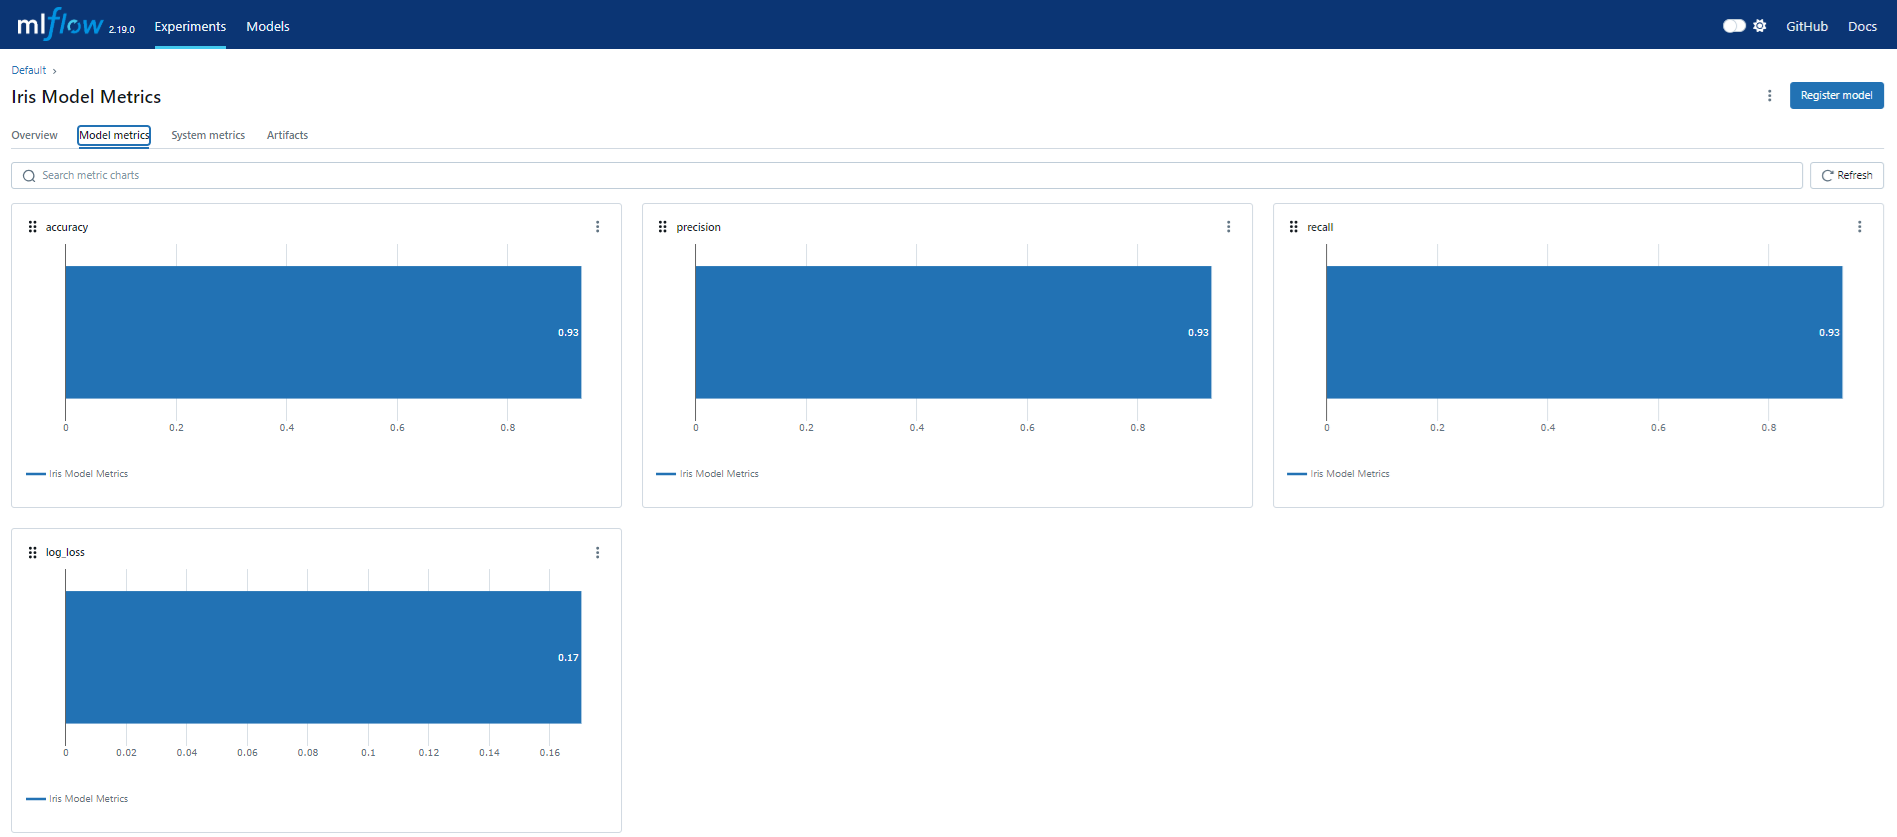 mlflow 2.19.0 Experiments Models GitHub Docs
Default ›
Iris Model Metrics
Register model
Overview Model metrics System metrics Artifacts
Search metric charts
Refresh
accuracy
0.93
0 0.2 0.4 0.6 0.8
Iris Model Metrics
precision
0.93
0 0.2 0.4 0.6 0.8
Iris Model Metrics
recall
0.93
0 0.2 0.4 0.6 0.8
Iris Model Metrics
log_loss
0.17
0 0.02 0.04 0.06 0.08 0.1 0.12 0.14 0.16
Iris Model Metrics